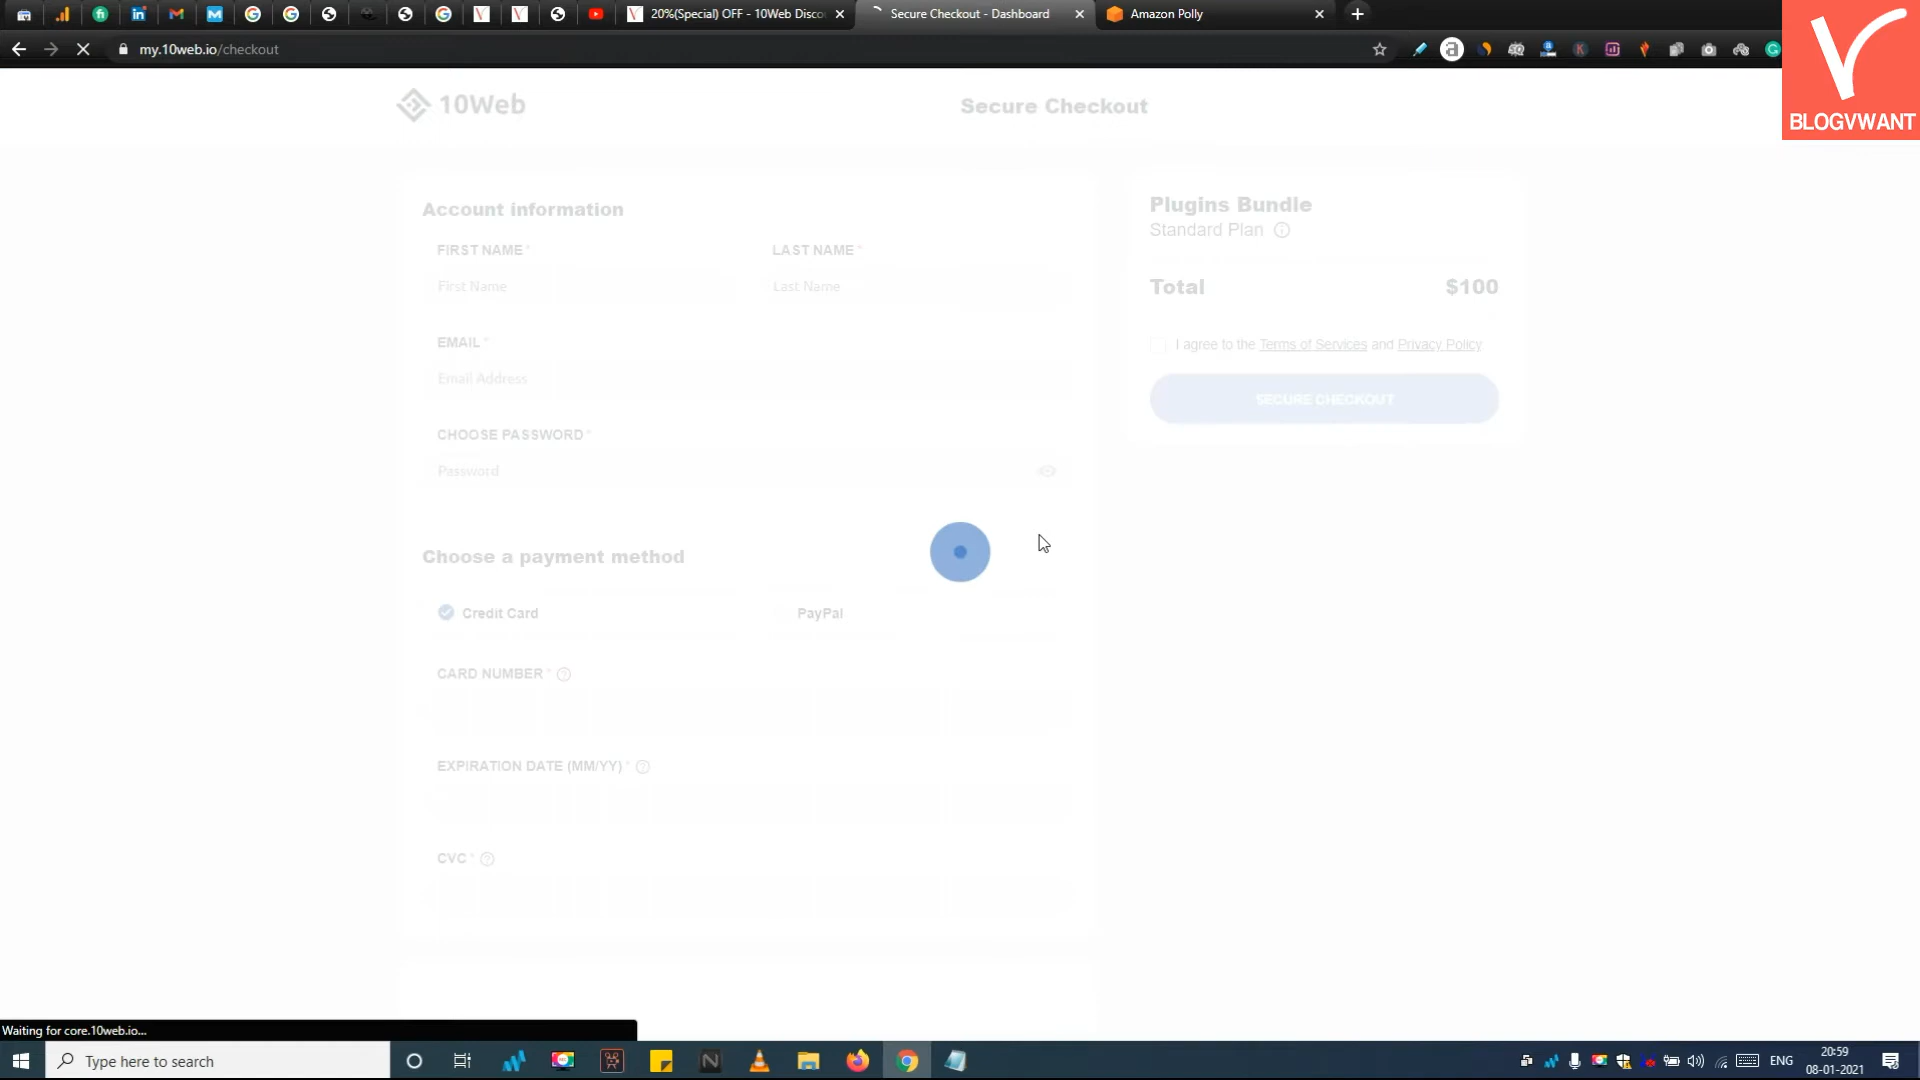 20%(Special) OFF - 10Web Disco
Secure Checkout - Dashboard
Amazon Polly
my.10web.io/checkout
BLOGVWANT
10Web
Secure Checkout
Account information
FIRST NAME *
LAST NAME *
First Name
Last Name
EMAIL *
Email Address
CHOOSE PASSWORD *
Password
Choose a payment method
Credit Card
PayPal
CARD NUMBER *
EXPIRATION DATE (MM/YY) *
CVC *
Plugins Bundle
Standard Plan
Total $100
I agree to the Terms of Services and Privacy Policy
SECURE CHECKOUT
Waiting for core.10web.io...
Type here to search
ENG
20:59
08-01-2021